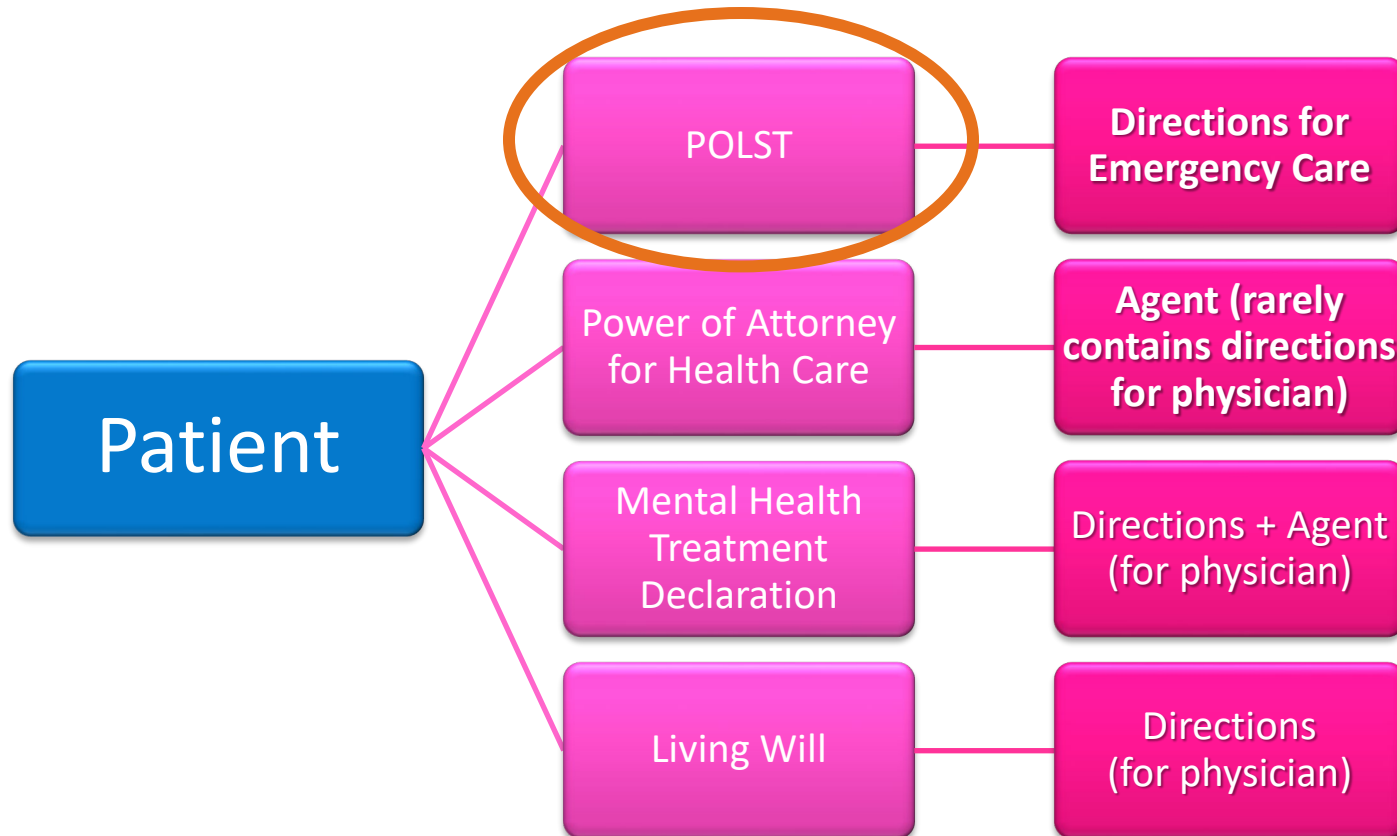 Patient
POLST
Directions for
Emergency Care
Power of Attorney
for Health Care
Agent (rarely
contains directions
for physician)
Mental Health
Treatment
Declaration
Directions + Agent
(for physician)
Living Will
Directions
(for physician)